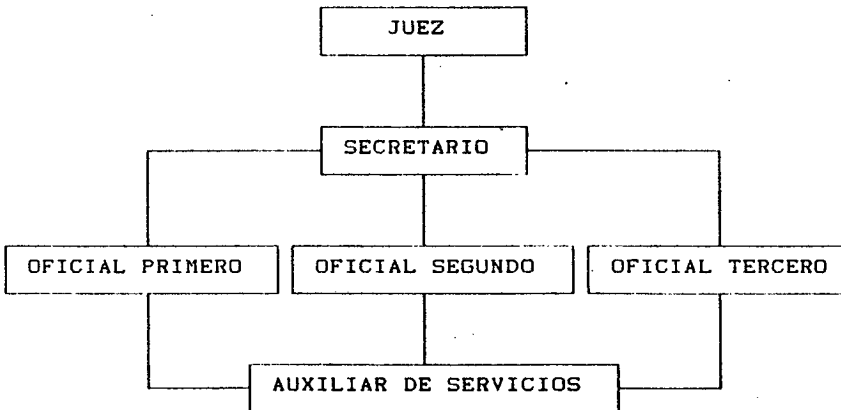 JUEZ
SECRETARIO
OFICIAL PRIMERO
OFICIAL SEGUNDO
OFICIAL TERCERO
AUXILIAR DE SERVICIOS